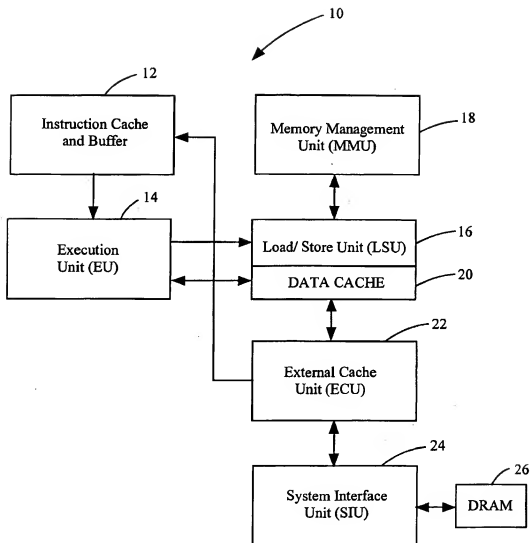 10
12
Instruction Cache
and Buffer
18
Memory Management
Unit (MMU)
14
Execution
Unit (EU)
Load/ Store Unit (LSU)
16
DATA CACHE
20
22
External Cache
Unit (ECU)
24
System Interface
Unit (SIU)
26
DRAM